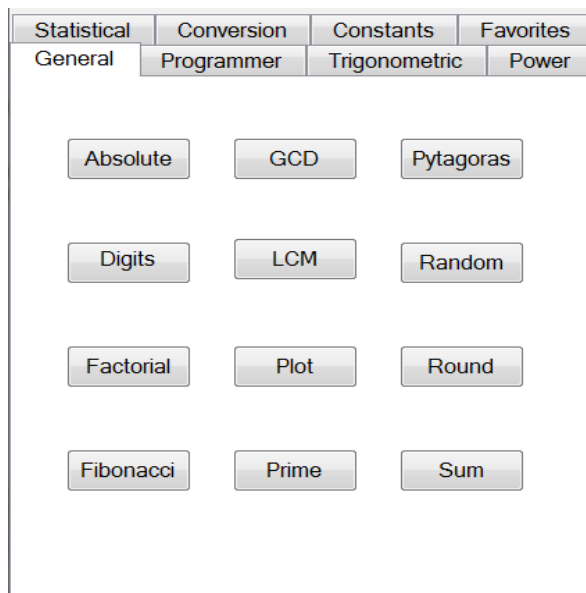 Statistical Conversion Constants Favorites
General Programmer Trigonometric Power
Absolute GCD Pytagoras
Digits LCM Random
Factorial Plot Round
Fibonacci Prime Sum